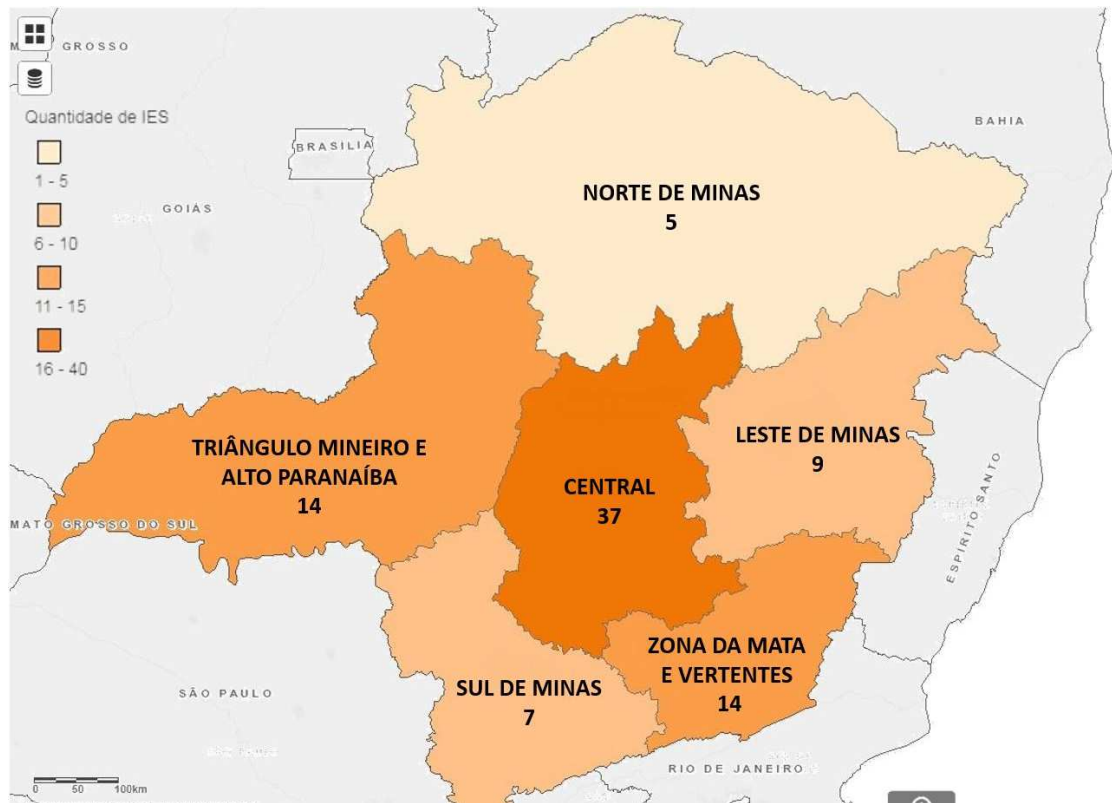 MATO GROSSO
Quantidade de IES
1 - 5
6 - 10
11 - 15
16 - 40
BRASILIA
GOIÁS
BAHIA
NORTE DE MINAS
5
TRIÂNGULO MINEIRO E
ALTO PARANAÍBA
14
CENTRAL
37
LESTE DE MINAS
9
MATO GROSSO DO SUL
ESPIRITO SANTO
ZONA DA MATA
E VERTENTES
14
SUL DE MINAS
7
SÃO PAULO
RIO DE JANEIRO
0 50 100km